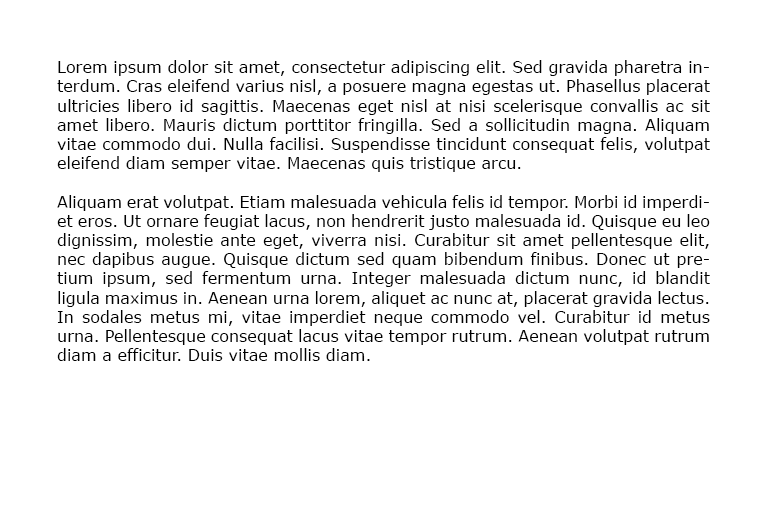 Lorem ipsum dolor sit amet, consectetur adipiscing elit. Sed gravida pharetra in-
terdum. Cras eleifend varius nisl, a posuere magna egestas ut. Phasellus placerat
ultricies libero id sagittis. Maecenas eget nisl at nisi scelerisque convallis ac sit
amet libero. Mauris dictum porttitor fringilla. Sed a sollicitudin magna. Aliquam
vitae commodo dui. Nulla facilisi. Suspendisse tincidunt consequat felis, volutpat
eleifend diam semper vitae. Maecenas quis tristique arcu.
Aliquam erat volutpat. Etiam malesuada vehicula felis id tempor. Morbi id imperdi-
et eros. Ut ornare feugiat lacus, non hendrerit justo malesuada id. Quisque eu leo
dignissim, molestie ante eget, viverra nisi. Curabitur sit amet pellentesque elit,
nec dapibus augue. Quisque dictum sed quam bibendum finibus. Donec ut pre-
tium ipsum, sed fermentum urna. Integer malesuada dictum nunc, id blandit
ligula maximus in. Aenean urna lorem, aliquet ac nunc at, placerat gravida lectus.
In sodales metus mi, vitae imperdiet neque commodo vel. Curabitur id metus
urna. Pellentesque consequat lacus vitae tempor rutrum. Aenean volutpat rutrum
diam a efficitur. Duis vitae mollis diam.